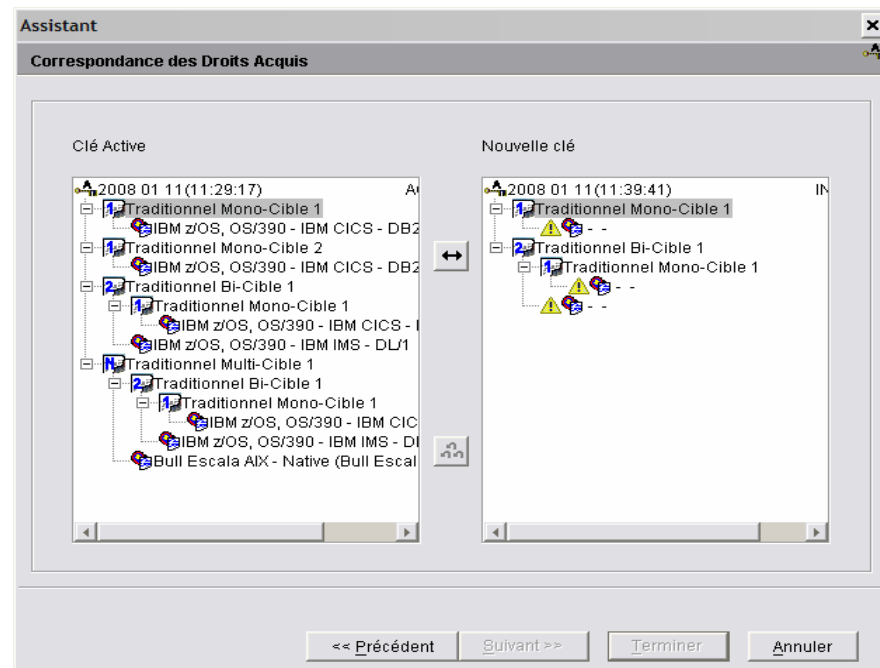 Assistant
Correspondance des Droits Acquis
Clé Active
2008 01 11(11:29:17)
Traditionnel Mono-Cible 1
IBM z/OS, OS/390 - IBM CICS - DB2
Traditionnel Mono-Cible 2
IBM z/OS, OS/390 - IBM CICS - DB2
Traditionnel Bi-Cible 1
Traditionnel Mono-Cible 1
IBM z/OS, OS/390 - IBM CICS -
IBM z/OS, OS/390 - IBM IMS - DL/1
Traditionnel Multi-Cible 1
Traditionnel Bi-Cible 1
Traditionnel Mono-Cible 1
IBM z/OS, OS/390 - IBM CIC
IBM z/OS, OS/390 - IBM IMS - DI
Bull Escala AIX - Native (Bull Escal
Nouvelle clé
2008 01 11(11:39:41) IN
Traditionnel Mono-Cible 1
- -
Traditionnel Bi-Cible 1
Traditionnel Mono-Cible 1
- -
- -
<< Précédent
Suivant >>
Terminer
Annuler